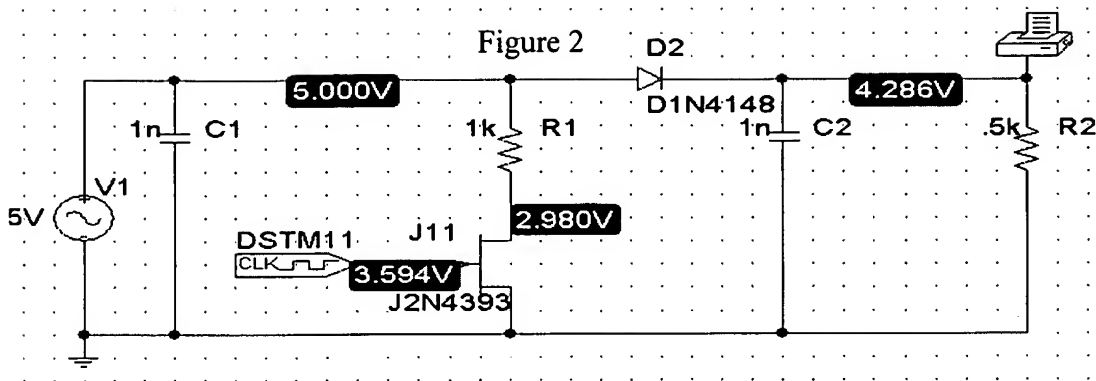 Figure 2
D2
5.000V
D1N4148
4.286V
1n
C1
1k
R1
1n
C2
.5k
R2
V1
5V
2.980V
DSTM11
J11
CLK
3.594V
J2N4393